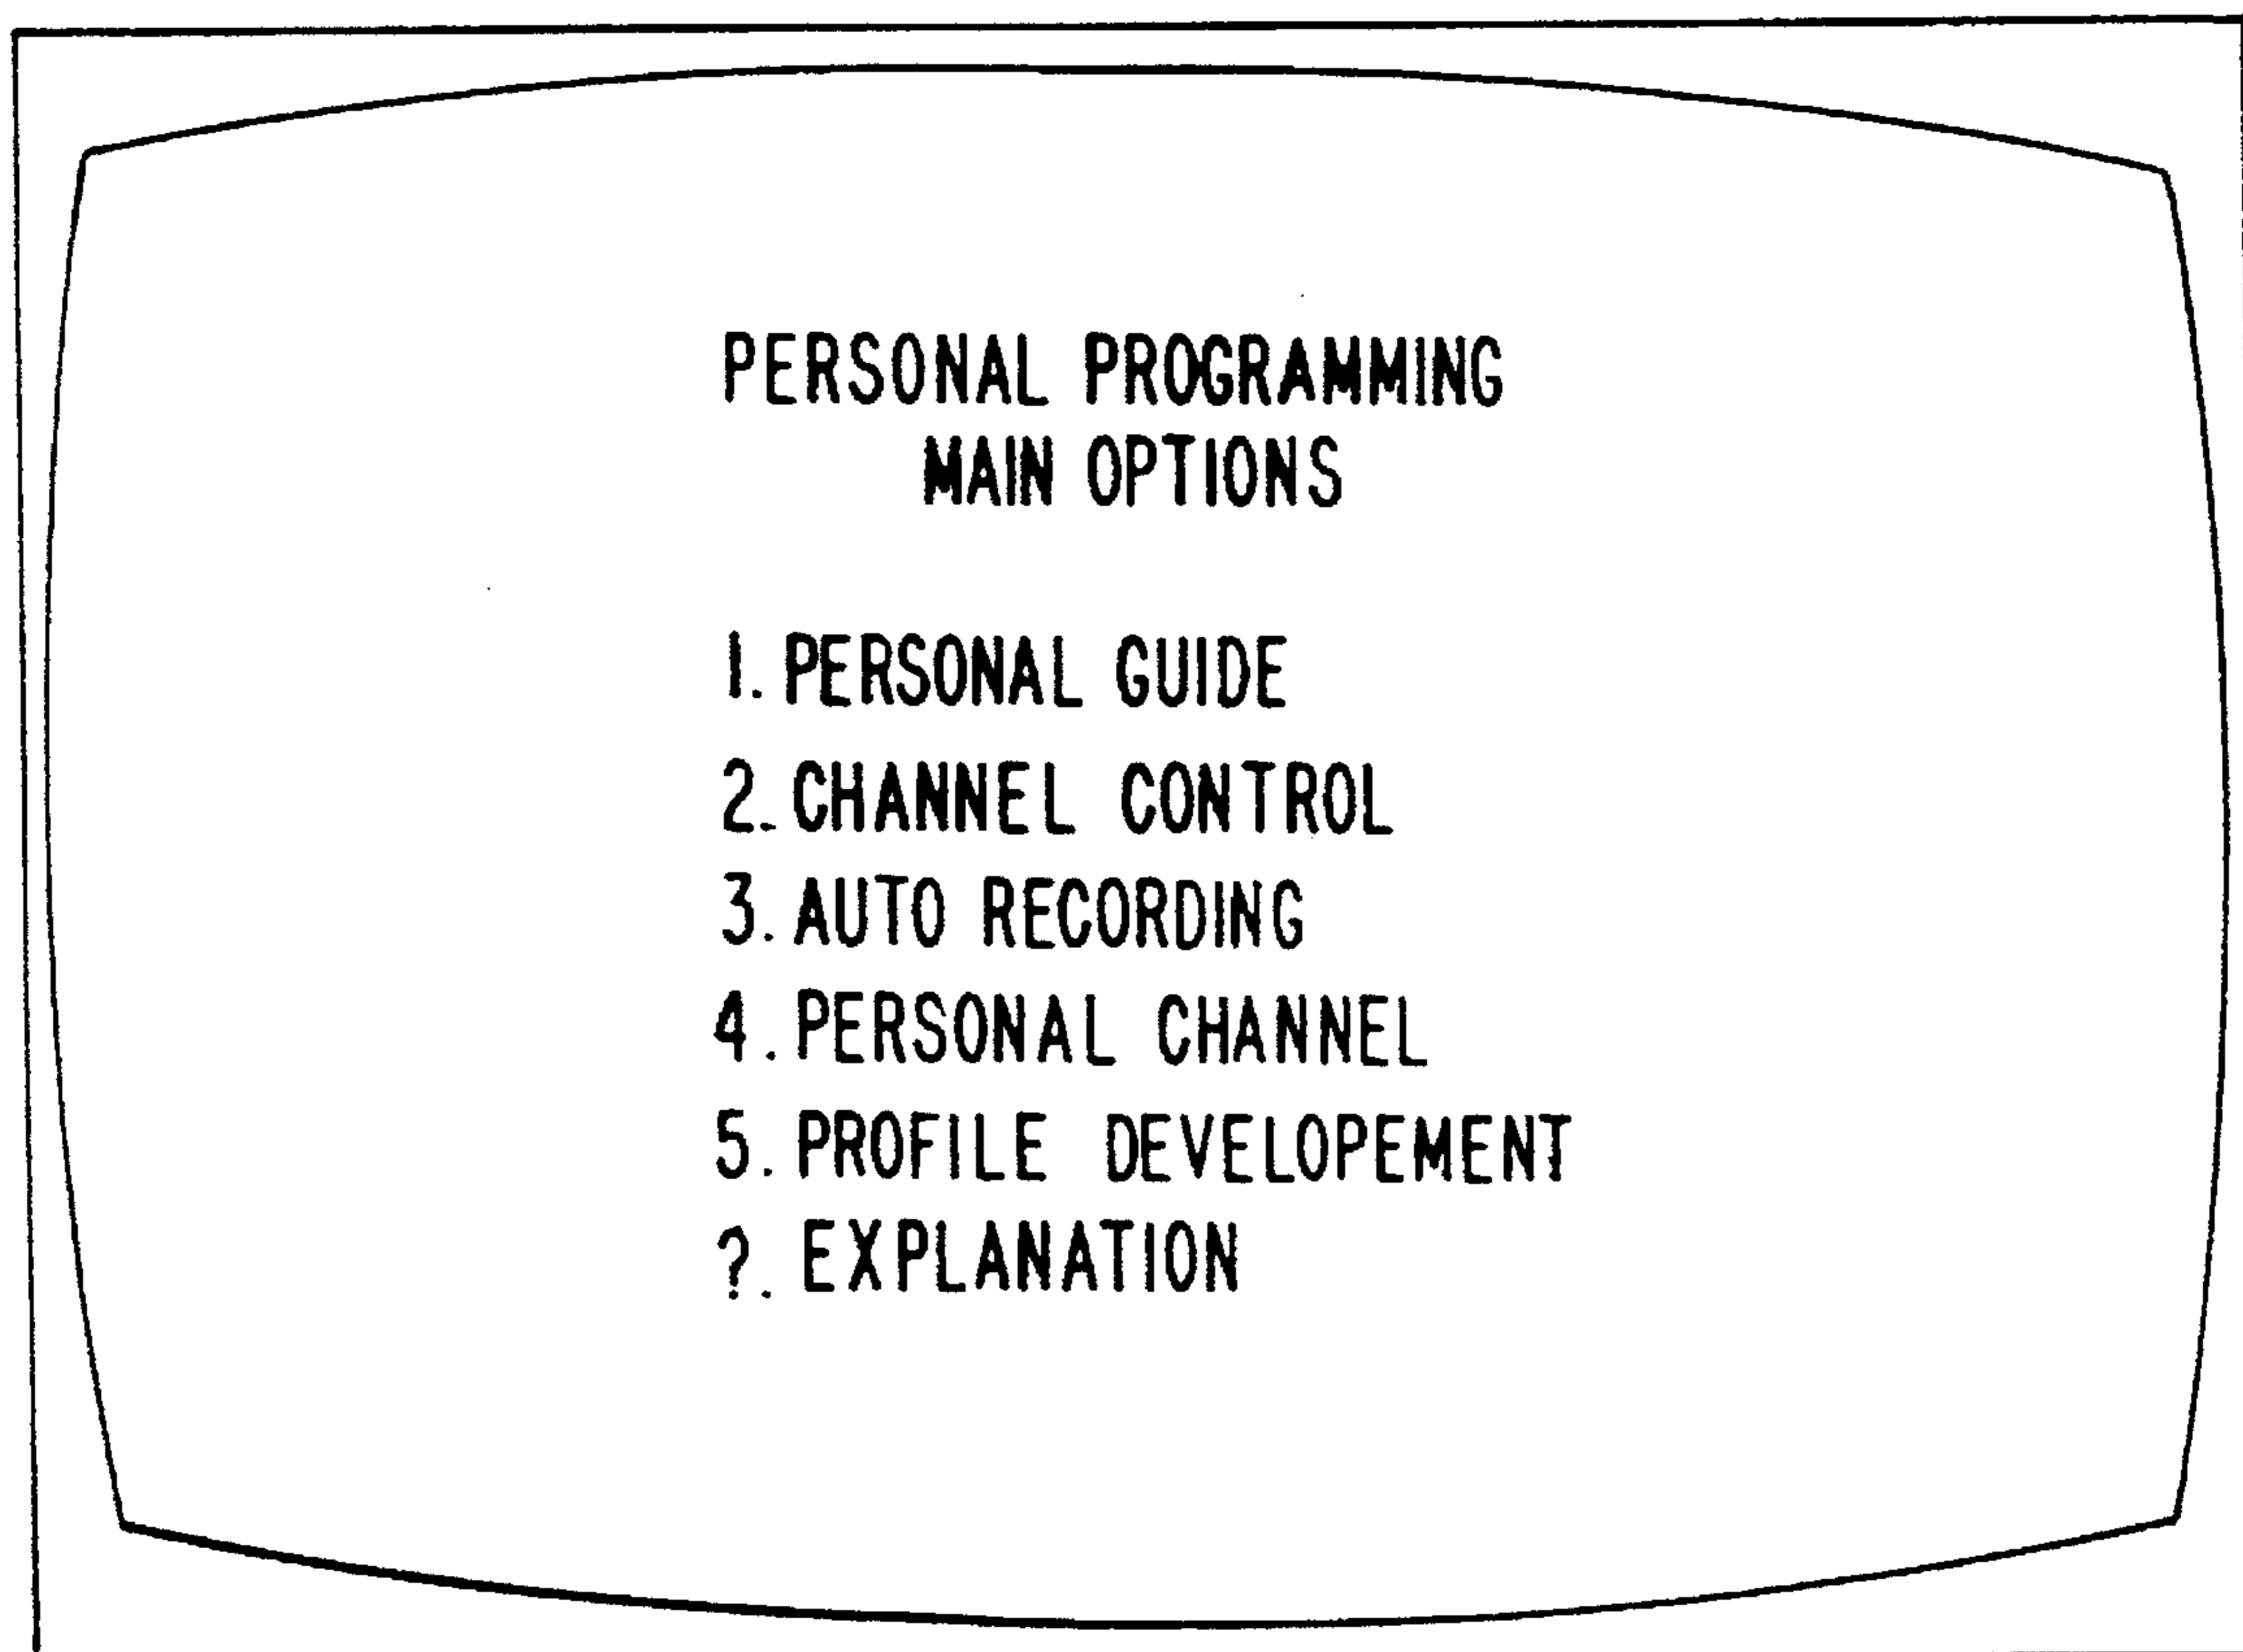 PERSONAL PROGRAMMING
MAIN OPTIONS
1. PERSONAL GUIDE
2. CHANNEL CONTROL
3. AUTO RECORDING
4. PERSONAL CHANNEL
5. PROFILE DEVELOPEMENT
?. EXPLANATION